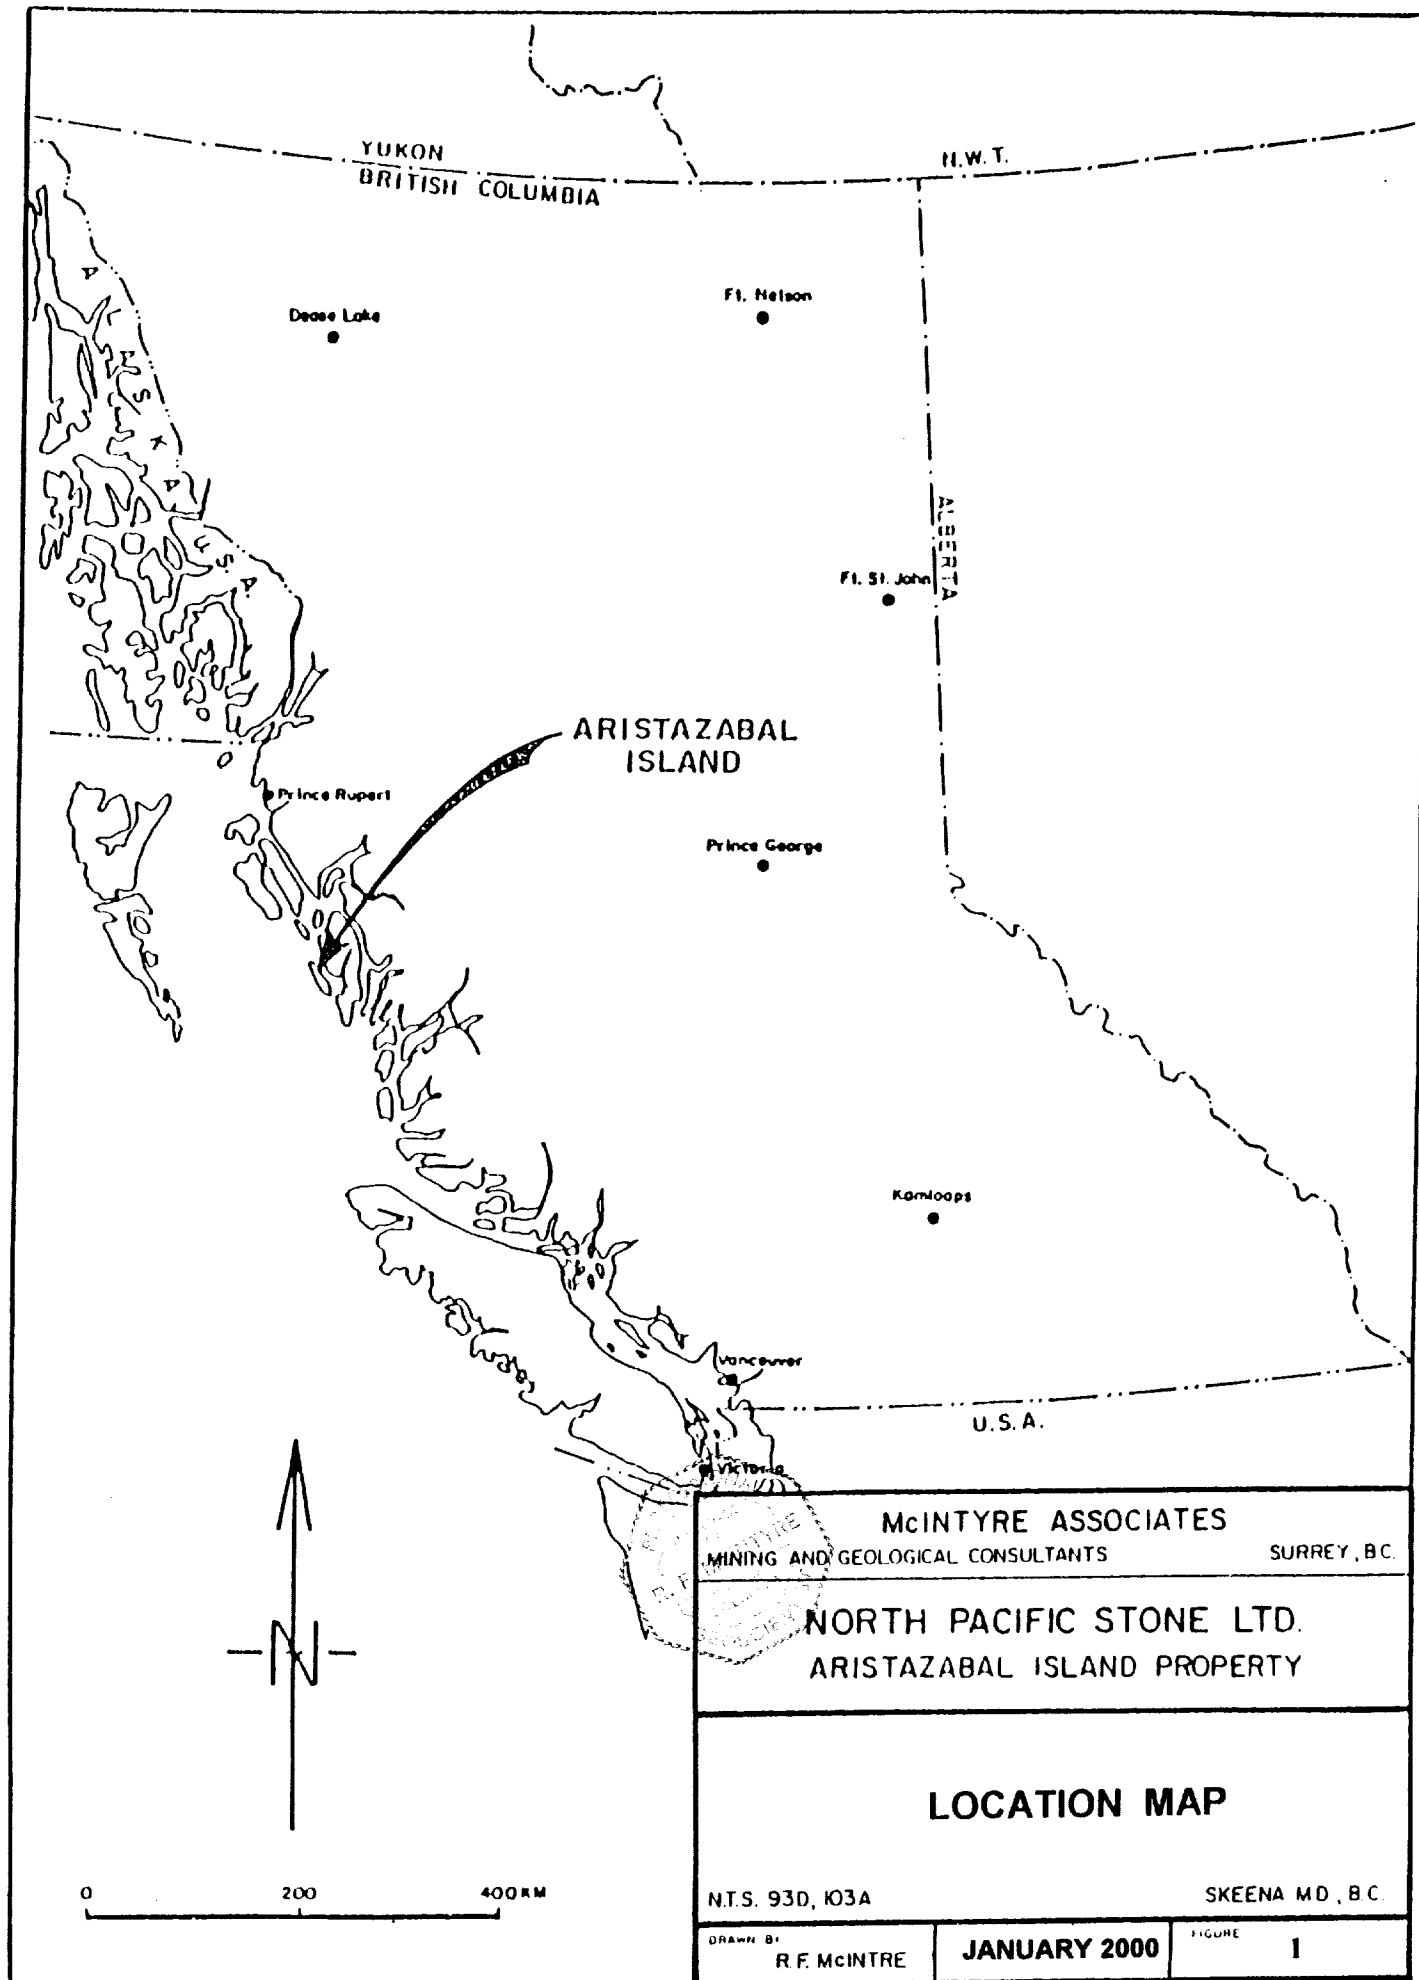 YUKON
BRITISH COLUMBIA
N.W.T.
ALASKA
U.S.A.
Dease Lake
Ft. Nelson
ALBERTA
Ft. St. John
ARISTAZABAL
ISLAND
Prince Rupert
Prince George
Kamloops
Vancouver
U.S.A.
Victoria
N
0 200 400 KM
McINTYRE ASSOCIATES
MINING AND GEOLOGICAL CONSULTANTS SURREY, B.C.
NORTH PACIFIC STONE LTD.
ARISTAZABAL ISLAND PROPERTY
LOCATION MAP
N.T.S. 93D, 103A SKEENA M.D., B.C.
DRAWN BY R.F. McINTRE JANUARY 2000 FIGURE 1